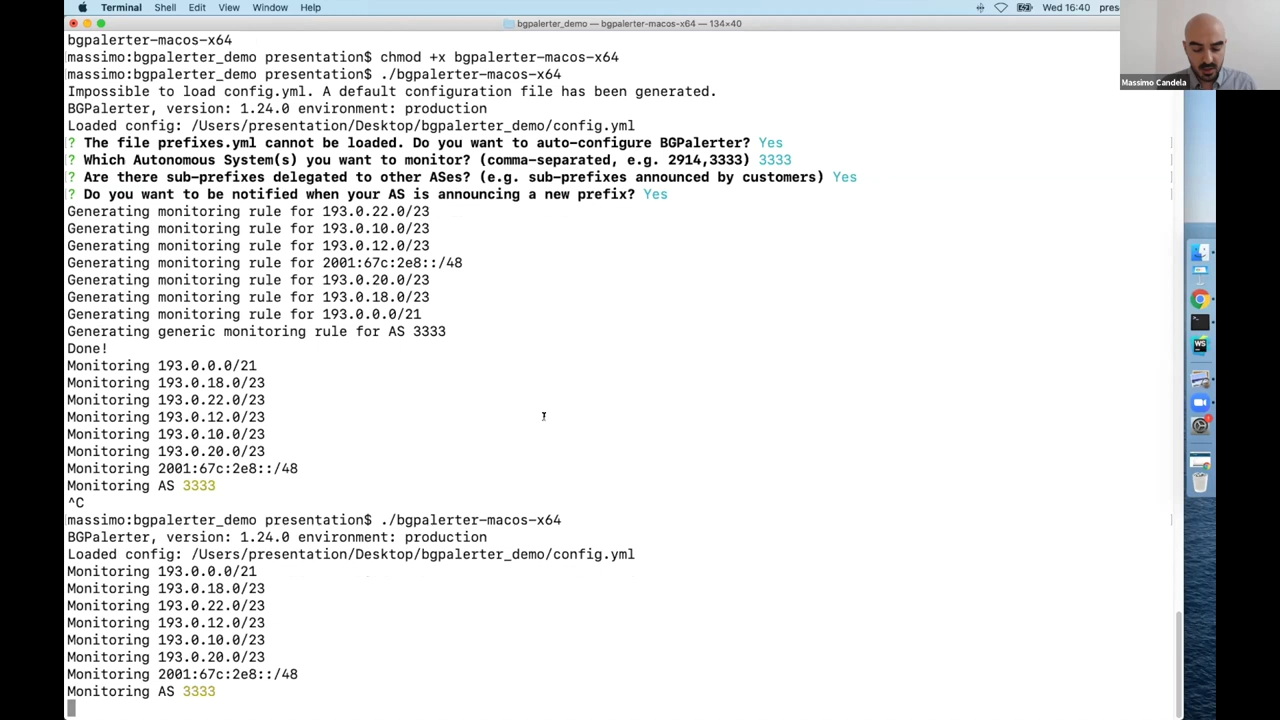 Terminal Shell Edit View Window Help
Wed 16:40
bgpalerter_demo — bgpalerter-macos-x64 — 134×40
Massimo Candela
bgpalerter-macos-x64
massimo:bgpalerter_demo presentation$ chmod +x bgpalerter-macos-x64
massimo:bgpalerter_demo presentation$ ./bgpalerter-macos-x64
Impossible to load config.yml. A default configuration file has been generated.
BGPalerter, version: 1.24.0 environment: production
Loaded config: /Users/presentation/Desktop/bgpalerter_demo/config.yml
? The file prefixes.yml cannot be loaded. Do you want to auto-configure BGPalerter? Yes
? Which Autonomous System(s) you want to monitor? (comma-separated, e.g. 2914,3333) 3333
? Are there sub-prefixes delegated to other ASes? (e.g. sub-prefixes announced by customers) Yes
? Do you want to be notified when your AS is announcing a new prefix? Yes
Generating monitoring rule for 193.0.22.0/23
Generating monitoring rule for 193.0.10.0/23
Generating monitoring rule for 193.0.12.0/23
Generating monitoring rule for 2001:67c:2e8::/48
Generating monitoring rule for 193.0.20.0/23
Generating monitoring rule for 193.0.18.0/23
Generating monitoring rule for 193.0.0.0/21
Generating generic monitoring rule for AS 3333
Done!
Monitoring 193.0.0.0/21
Monitoring 193.0.18.0/23
Monitoring 193.0.22.0/23
Monitoring 193.0.12.0/23
Monitoring 193.0.10.0/23
Monitoring 193.0.20.0/23
Monitoring 2001:67c:2e8::/48
Monitoring AS 3333
^C
massimo:bgpalerter_demo presentation$ ./bgpalerter-macos-x64
BGPalerter, version: 1.24.0 environment: production
Loaded config: /Users/presentation/Desktop/bgpalerter_demo/config.yml
Monitoring 193.0.0.0/21
Monitoring 193.0.18.0/23
Monitoring 193.0.22.0/23
Monitoring 193.0.12.0/23
Monitoring 193.0.10.0/23
Monitoring 193.0.20.0/23
Monitoring 2001:67c:2e8::/48
Monitoring AS 3333
WS